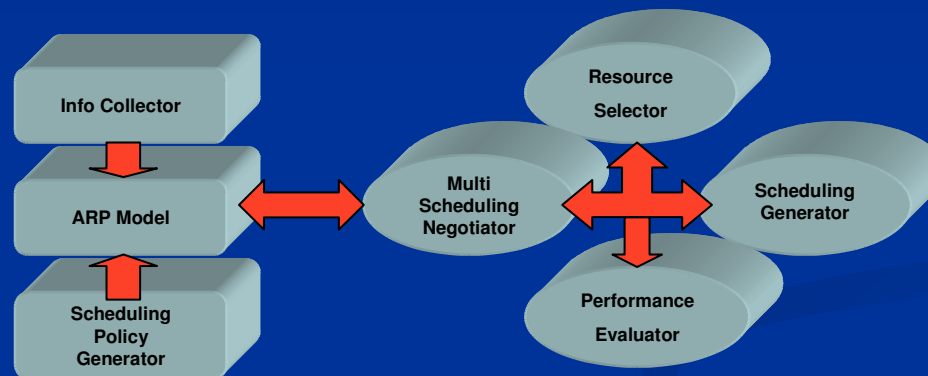 Info Collector
ARP Model
Scheduling
Policy
Generator
Multi
Scheduling
Negotiator
Resource
Selector
Scheduling
Generator
Performance
Evaluator